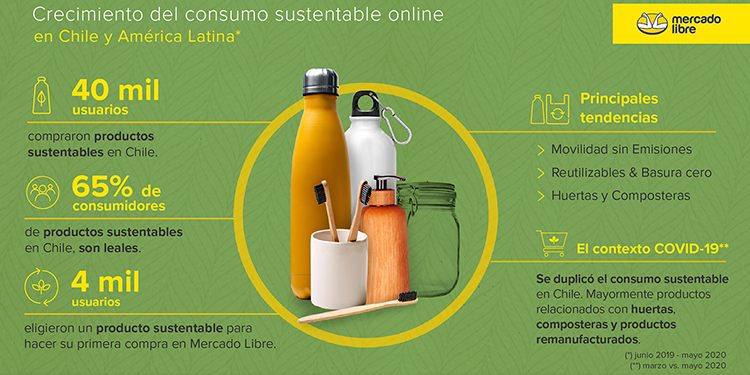 Crecimiento del consumo sustentable online
en Chile y América Latina*
mercado
libre
40 mil
usuarios
compraron productos
sustentables en Chile.
65% de
consumidores
de productos sustentables
en Chile, son leales.
4 mil
usuarios
eligieron un producto sustentable para
hacer su primera compra en Mercado Libre.
Principales
tendencias
Movilidad sin Emisiones
Reutilizables & Basura cero
Huertas y Composteras
El contexto COVID-19**
Se duplicó el consumo sustentable
en Chile. Mayormente productos
relacionados con huertas,
composteras y productos
remanufacturados.
(*) junio 2019 - mayo 2020
(**) marzo vs. mayo 2020